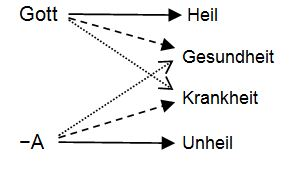 Gott Heil
Gesundheit
Krankheit
−A Unheil